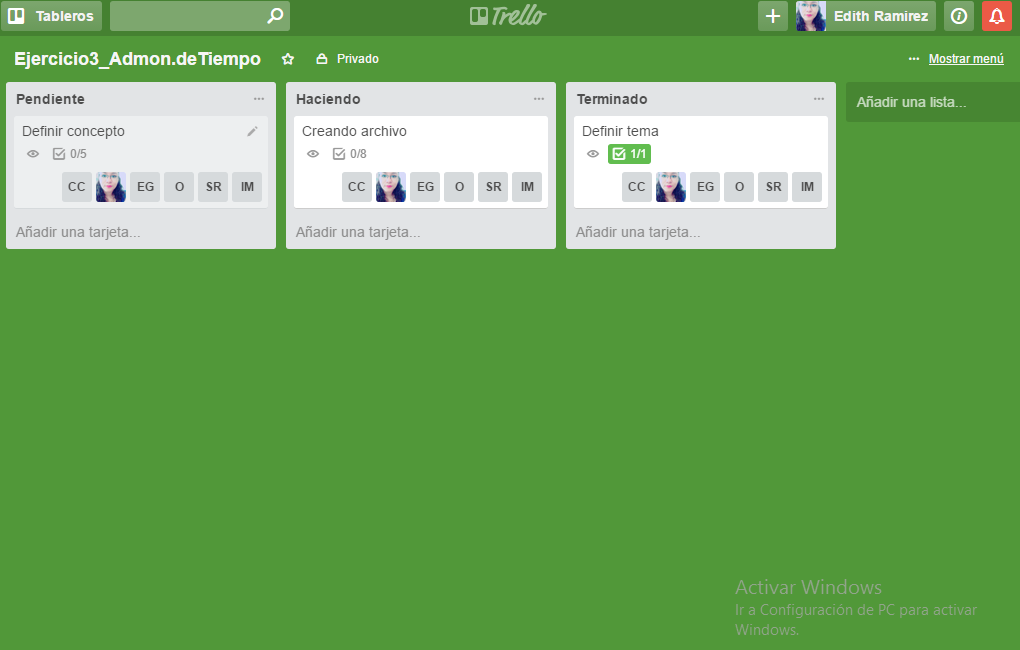 Tableros
Trello
Edith Ramirez
Ejercicio3_Admon.deTiempo
Privado
... Mostrar menú
Pendiente
Definir concepto
0/5
CC EG O SR IM
Añadir una tarjeta...
Haciendo
Creando archivo
0/8
CC EG O SR IM
Añadir una tarjeta...
Terminado
Definir tema
1/1
CC EG O SR IM
Añadir una tarjeta...
Añadir una lista...
Activar Windows
Ir a Configuración de PC para activar
Windows.